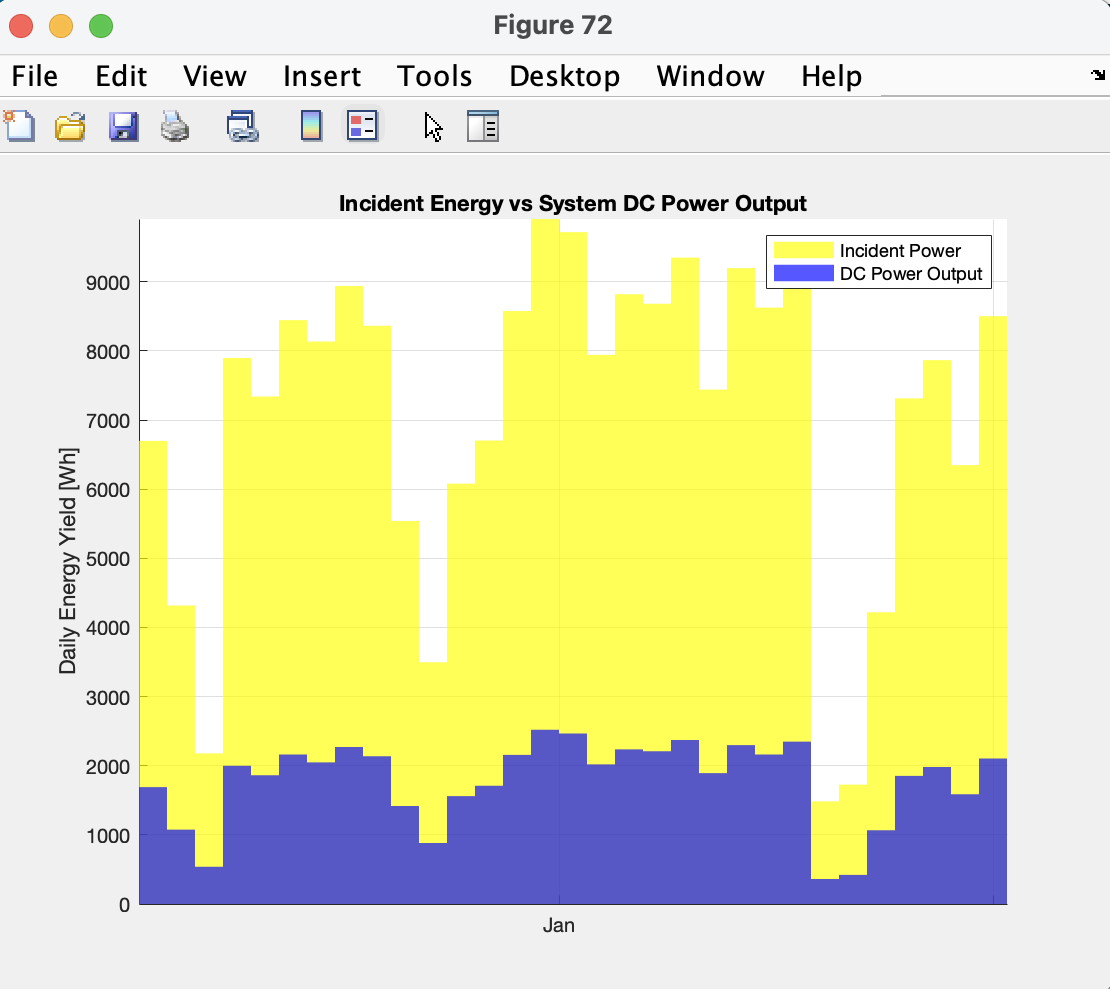 Figure 72
File Edit View Insert Tools Desktop Window Help
Incident Energy vs System DC Power Output
Incident Power
DC Power Output
Daily Energy Yield [Wh]
9000
8000
7000
6000
5000
4000
3000
2000
1000
0
Jan